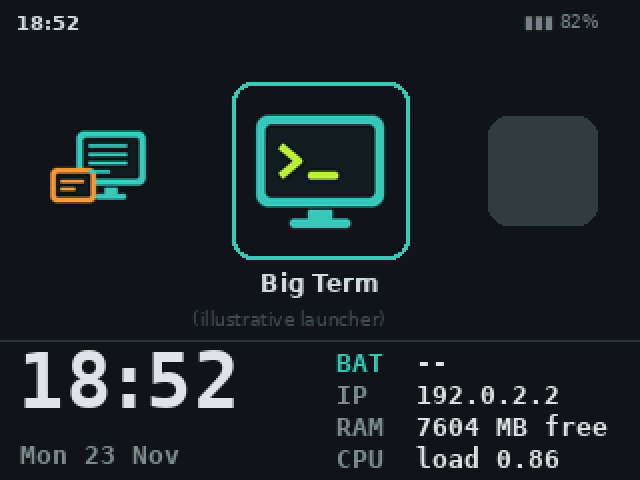 18:52
82%
>_
Big Term
(illustrative launcher)
18:52
Mon 23 Nov
BAT --
IP 192.0.2.2
RAM 7604 MB free
CPU load 0.86